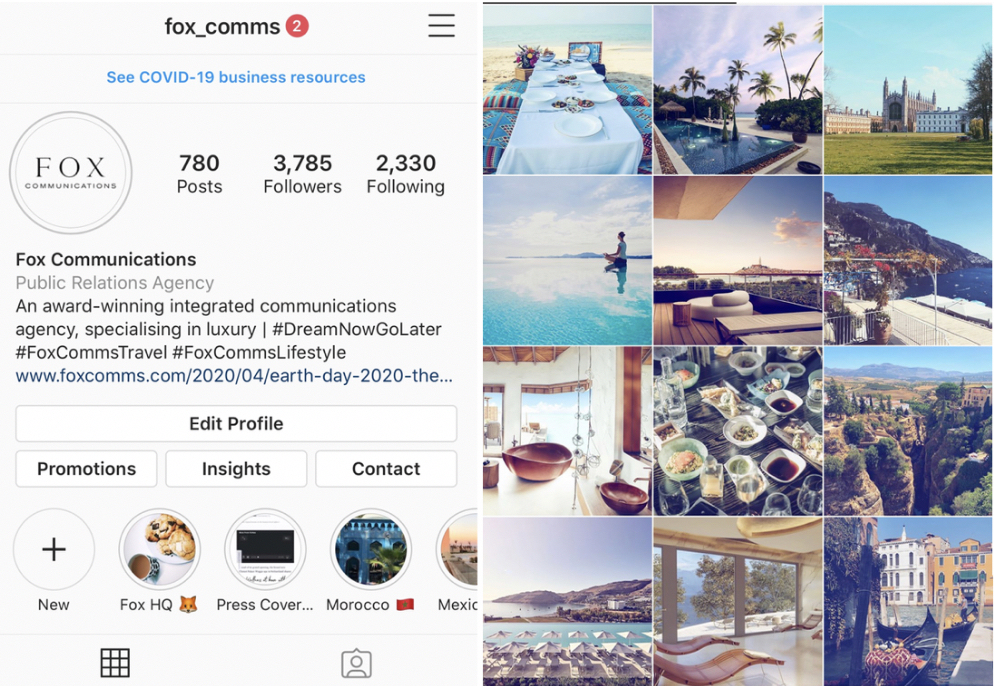 fox_comms 2
See COVID-19 business resources
FOX
COMMUNICATIONS
780 3,785 2,330
Posts Followers Following
Fox Communications
Public Relations Agency
An award-winning integrated communications
agency, specialising in luxury | #DreamNowGoLater
#FoxCommsTravel #FoxCommsLifestyle
www.foxcomms.com/2020/04/earth-day-2020-the...
Edit Profile
Promotions Insights Contact
New Fox HQ 🦊 Press Cover... Morocco 🇲🇦 Mexic